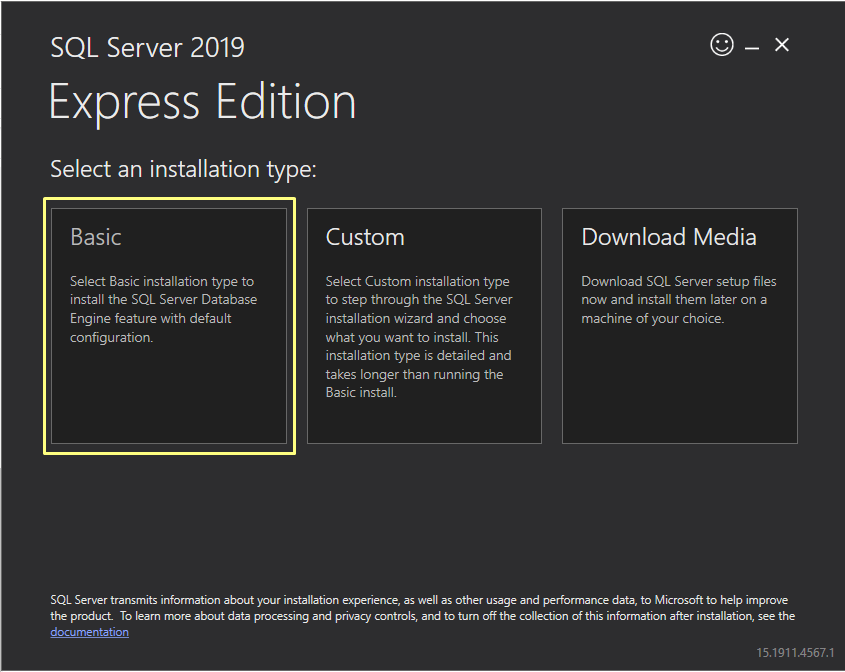 SQL Server 2019
Express Edition
Select an installation type:
Basic
Select Basic installation type to
install the SQL Server Database
Engine feature with default
configuration.
Custom
Select Custom installation type
to step through the SQL Server
installation wizard and choose
what you want to install. This
installation type is detailed and
takes longer than running the
Basic install.
Download Media
Download SQL Server setup files
now and install them later on a
machine of your choice.
SQL Server transmits information about your installation experience, as well as other usage and performance data, to Microsoft to help improve
the product.  To learn more about data processing and privacy controls, and to turn off the collection of this information after installation, see the
documentation
15.1911.4567.1